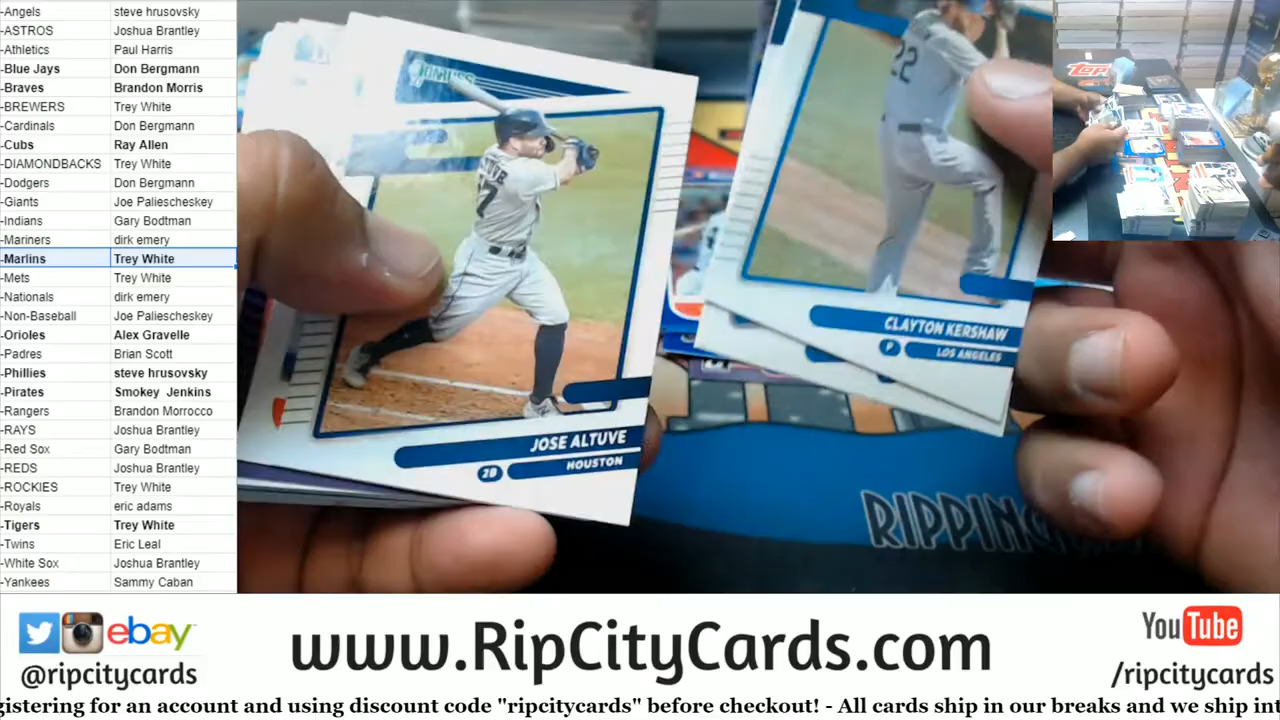 -Angels steve hrusovsky
-ASTROS Joshua Brantley
-Athletics Paul Harris
-Blue Jays Don Bergmann
-Braves Brandon Morris
-BREWERS Trey White
-Cardinals Don Bergmann
-Cubs Ray Allen
-DIAMONDBACKS Trey White
-Dodgers Don Bergmann
-Giants Joe Paliescheskey
-Indians Gary Bodtman
-Mariners dirk emery
-Marlins Trey White
-Mets Trey White
-Nationals dirk emery
-Non-Baseball Joe Paliescheskey
-Orioles Alex Gravelle
-Padres Brian Scott
-Phillies steve hrusovsky
-Pirates Smokey Jenkins
-Rangers Brandon Morrocco
-RAYS Joshua Brantley
-Red Sox Gary Bodtman
-REDS Joshua Brantley
-ROCKIES Trey White
-Royals eric adams
-Tigers Trey White
-Twins Eric Leal
-White Sox Joshua Brantley
-Yankees Sammy Caban
DONRUSS
JOSE ALTUVE
2B HOUSTON
22
CLAYTON KERSHAW
P LOS ANGELES
Topps
RIPPING
ebay
@ripcitycards
www.RipCityCards.com
YouTube
/ripcitycards
gistering for an account and using discount code "ripcitycards" before checkout! - All cards ship in our breaks and we ship int